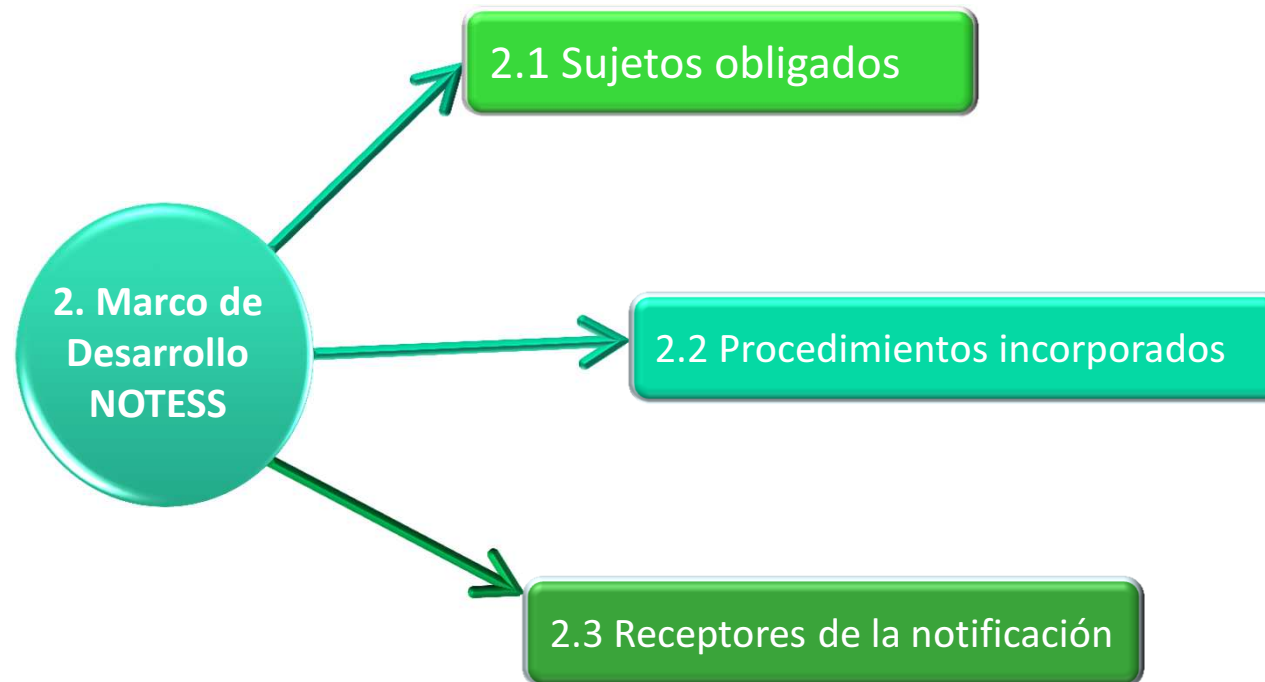 2.1 Sujetos obligados
2. Marco de
Desarrollo
NOTESS
2.2 Procedimientos incorporados
2.3 Receptores de la notificación